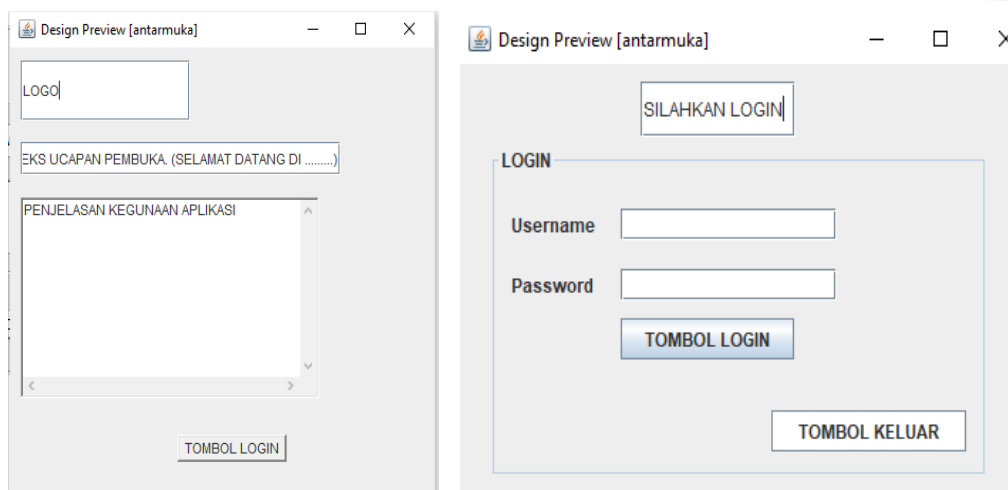 Design Preview [antarmuka]
LOGO
EKS UCAPAN PEMBUKA. (SELAMAT DATANG DI .........)
PENJELASAN KEGUNAAN APLIKASI
TOMBOL LOGIN
Design Preview [antarmuka]
SILAHKAN LOGIN
LOGIN
Username
Password
TOMBOL LOGIN
TOMBOL KELUAR